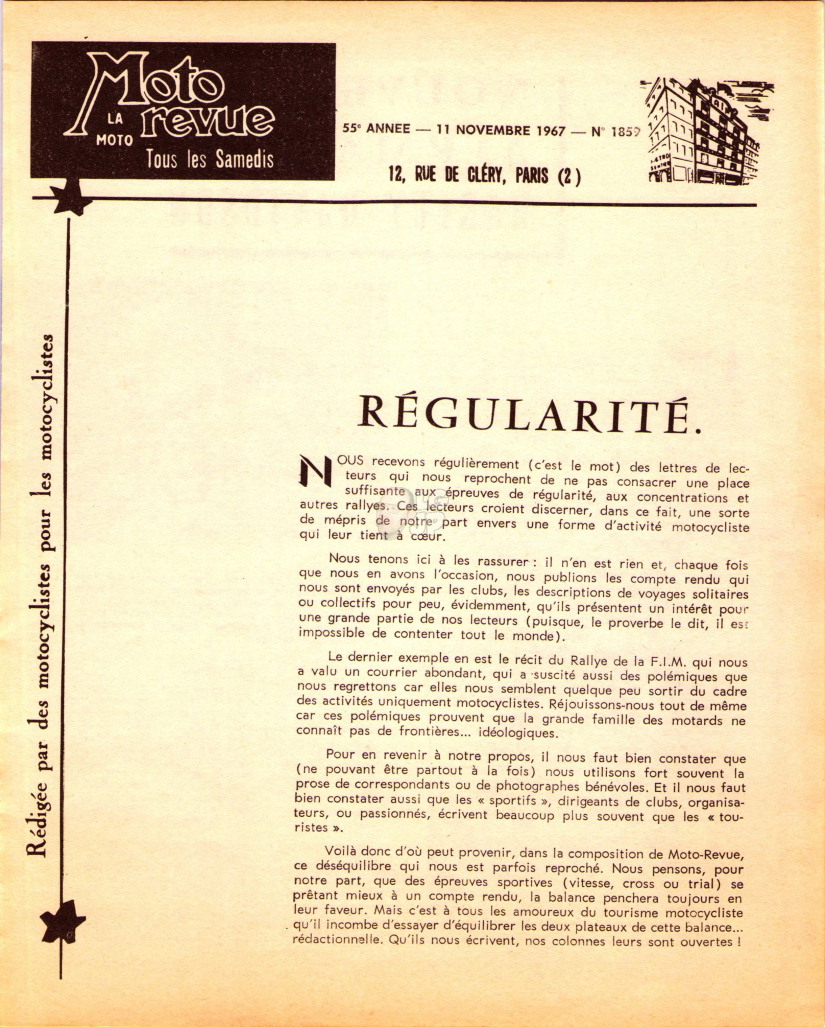 Moto
revue
LA
MOTO
Tous les Samedis
55e ANNEE — 11 NOVEMBRE 1967 — N° 1859
12, RUE DE CLÉRY, PARIS (2)
Rédigée par des motocyclistes pour les motocyclistes
RÉGULARITÉ.
NOUS recevons régulièrement (c'est le mot) des lettres de lec-
teurs qui nous reprochent de ne pas consacrer une place
suffisante aux épreuves de régularité, aux concentrations et
autres rallyes. Ces lecteurs croient discerner, dans ce fait, une sorte
de mépris de notre part envers une forme d'activité motocycliste
qui leur tient à cœur.
Nous tenons ici à les rassurer : il n'en est rien et, chaque fois
que nous en avons l'occasion, nous publions les compte rendu qui
nous sont envoyés par les clubs, les descriptions de voyages solitaires
ou collectifs pour peu, évidemment, qu'ils présentent un intérêt pour
une grande partie de nos lecteurs (puisque, le proverbe le dit, il est
impossible de contenter tout le monde).
Le dernier exemple en est le récit du Rallye de la F.I.M. qui nous
a valu un courrier abondant, qui a suscité aussi des polémiques que
nous regrettons car elles nous semblent quelque peu sortir du cadre
des activités uniquement motocyclistes. Réjouissons-nous tout de même
car ces polémiques prouvent que la grande famille des motards ne
connaît pas de frontières... idéologiques.
Pour en revenir à notre propos, il nous faut bien constater que
(ne pouvant être partout à la fois) nous utilisons fort souvent la
prose de correspondants ou de photographes bénévoles. Et il nous faut
bien constater aussi que les « sportifs », dirigeants de clubs, organisa-
teurs, ou passionnés, écrivent beaucoup plus souvent que les « tou-
ristes ».
Voilà donc d'où peut provenir, dans la composition de Moto-Revue,
ce déséquilibre qui nous est parfois reproché. Nous pensons, pour
notre part, que des épreuves sportives (vitesse, cross ou trial) se
prêtant mieux à un compte rendu, la balance penchera toujours en
leur faveur. Mais c'est à tous les amoureux du tourisme motocycliste
qu'il incombe d'essayer d'équilibrer les deux plateaux de cette balance...
rédactionnelle. Qu'ils nous écrivent, nos colonnes leurs sont ouvertes !